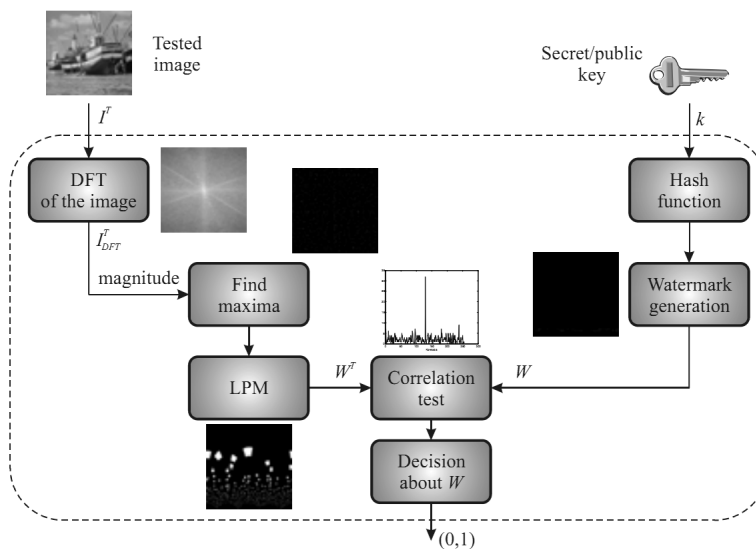 Tested
image
Secret/public
key
I^T
k
DFT
of the image
Hash
function
I^T_DFT
magnitude
Find
maxima
Watermark
generation
LPM
W^T
Correlation
test
W
Decision
about W
(0,1)